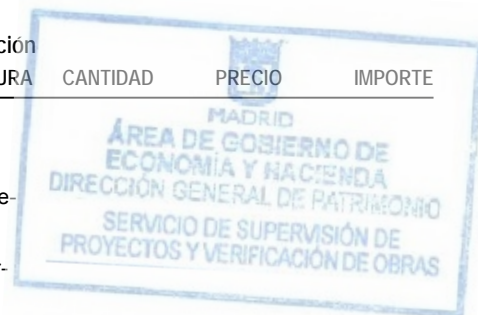 ción
URA CANTIDAD PRECIO IMPORTE
MADRID
ÁREA DE GOBIERNO DE
ECONOMÍA Y HACIENDA
DIRECCIÓN GENERAL DE PATRIMONIO
e-
SERVICIO DE SUPERVISIÓN DE
PROYECTOS Y VERIFICACIÓN DE OBRAS
-